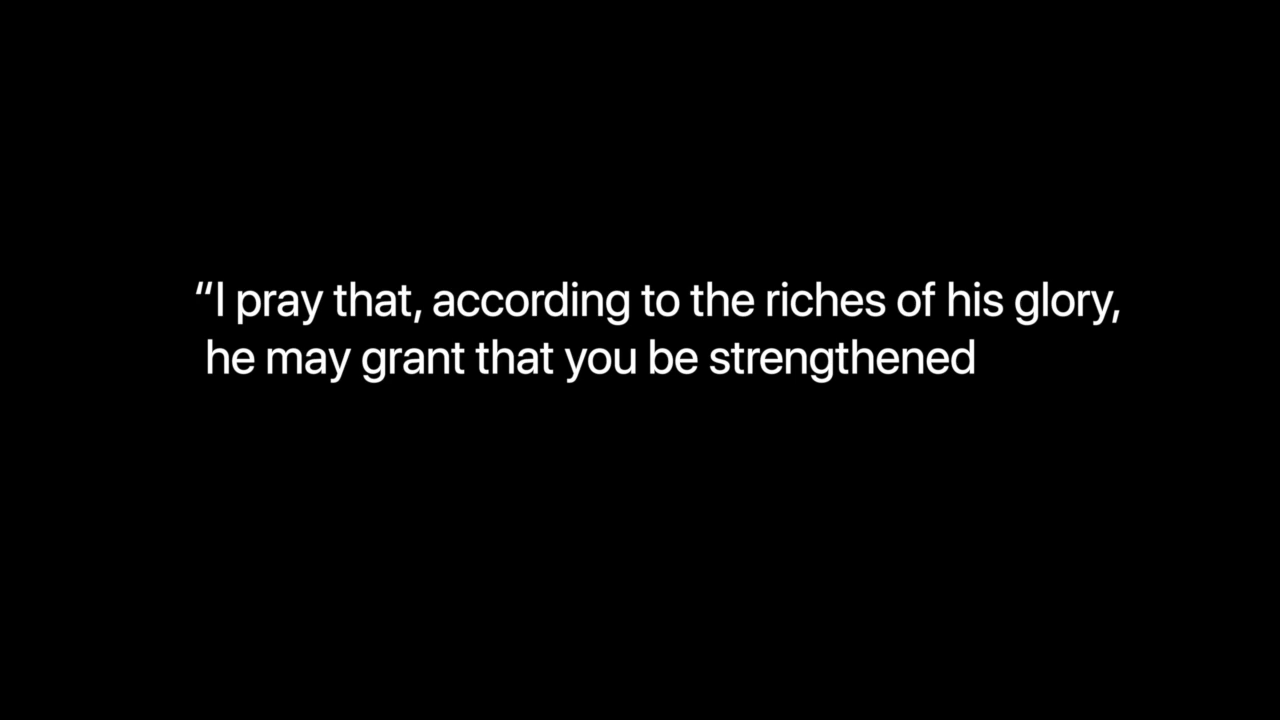 “I pray that, according to the riches of his glory,
he may grant that you be strengthened